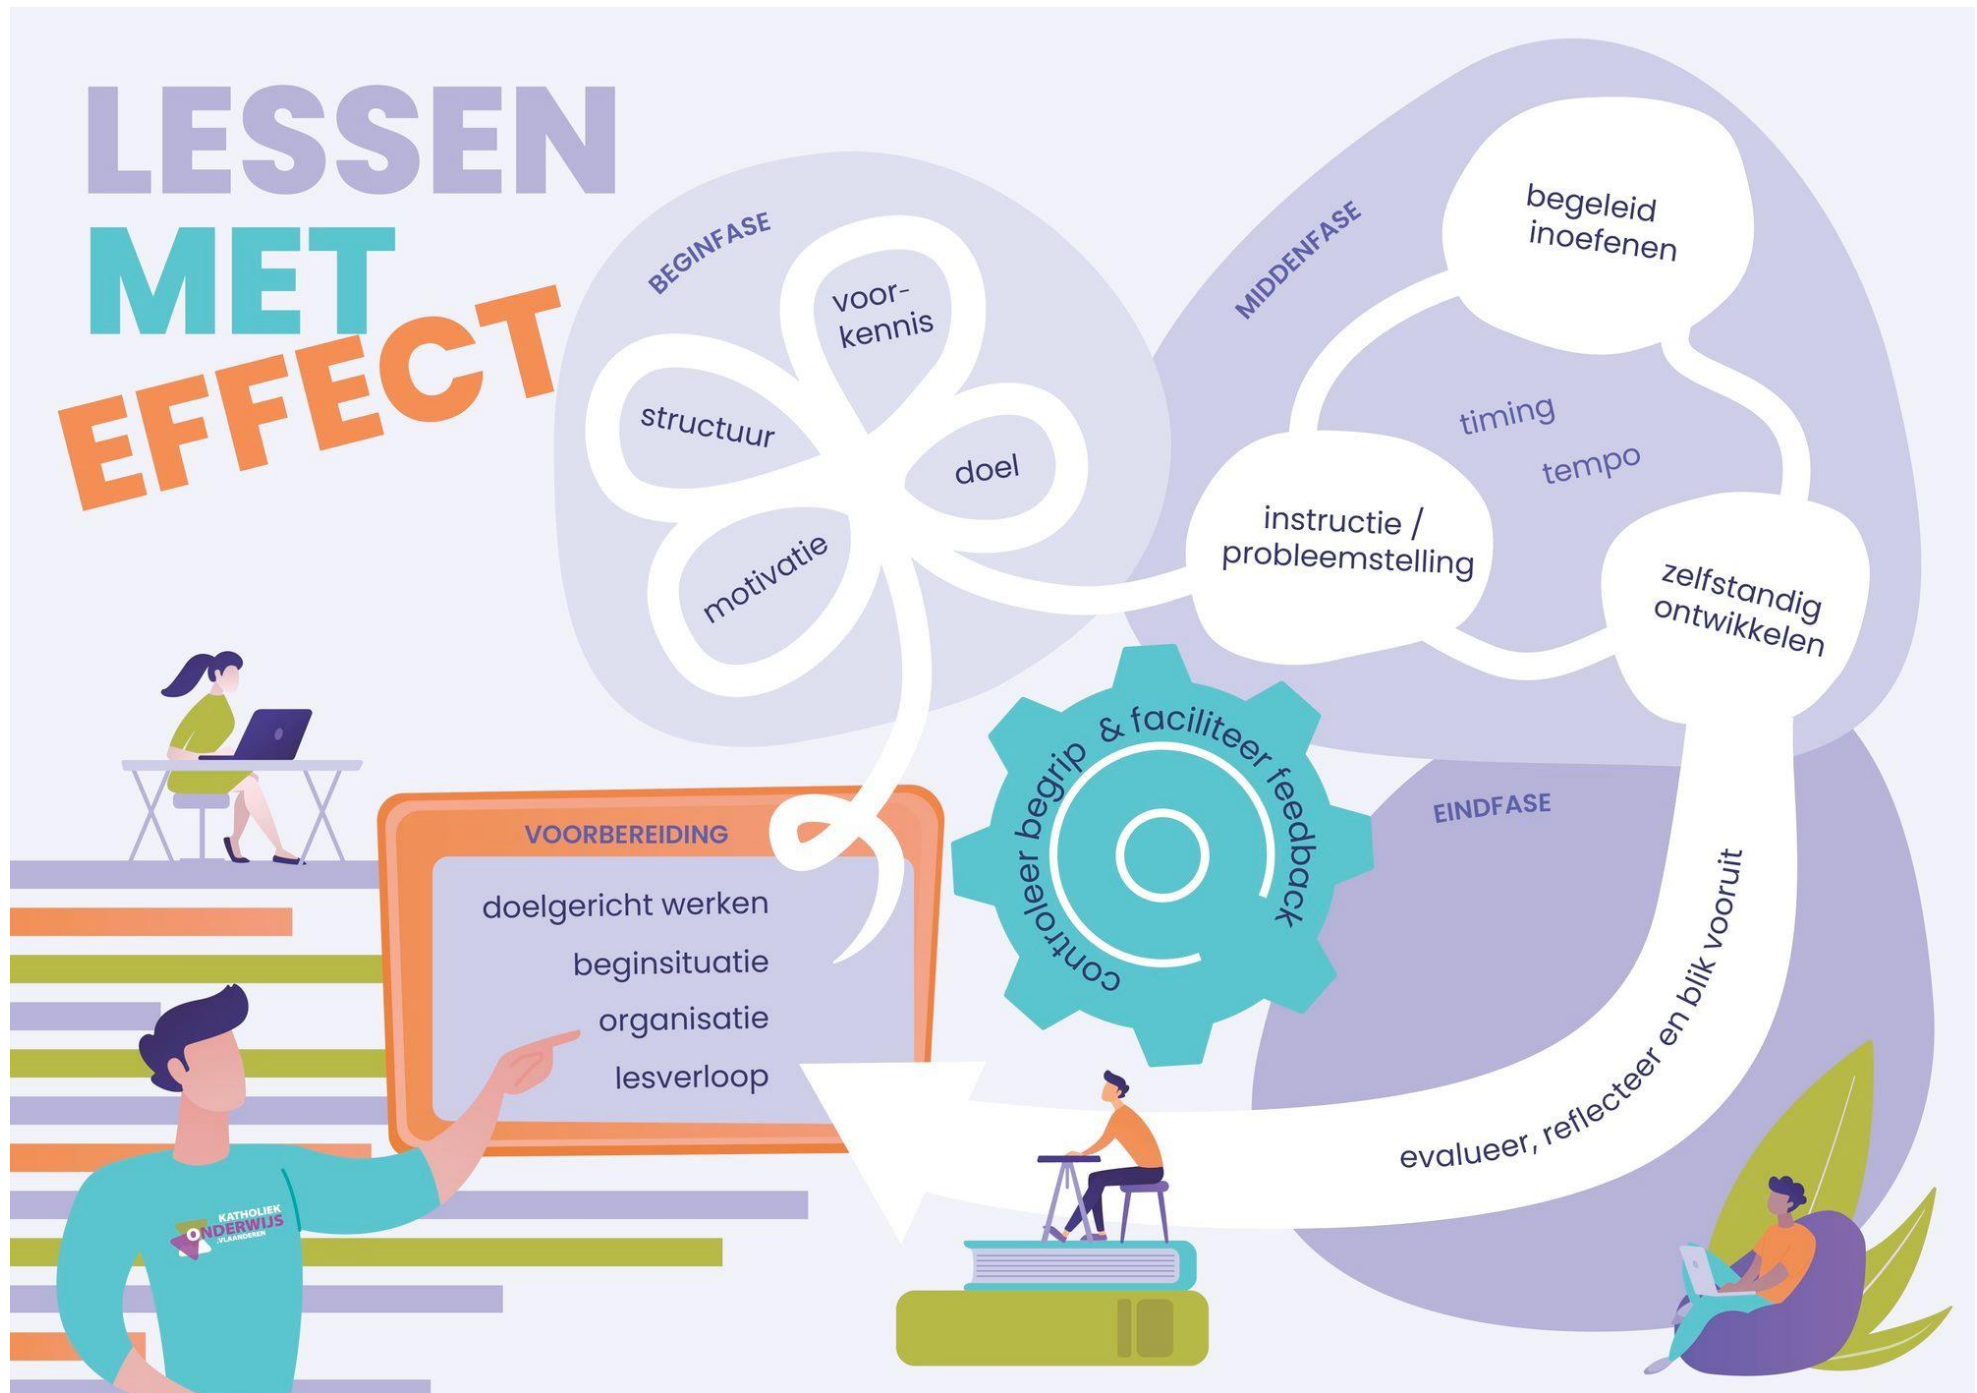 LESSEN
MET
EFFECT
BEGINFASE
voor-
kennis
structuur
doel
motivatie
MIDDENFASE
begeleid
inoefenen
timing
tempo
instructie /
probleemstelling
zelfstandig
ontwikkelen
controleer begrip & faciliteer feedback
EINDFASE
evalueer, reflecteer en blik vooruit
VOORBEREIDING
doelgericht werken
beginsituatie
organisatie
lesverloop
KATHOLIEK
ONDERWIJS
.VLAANDEREN